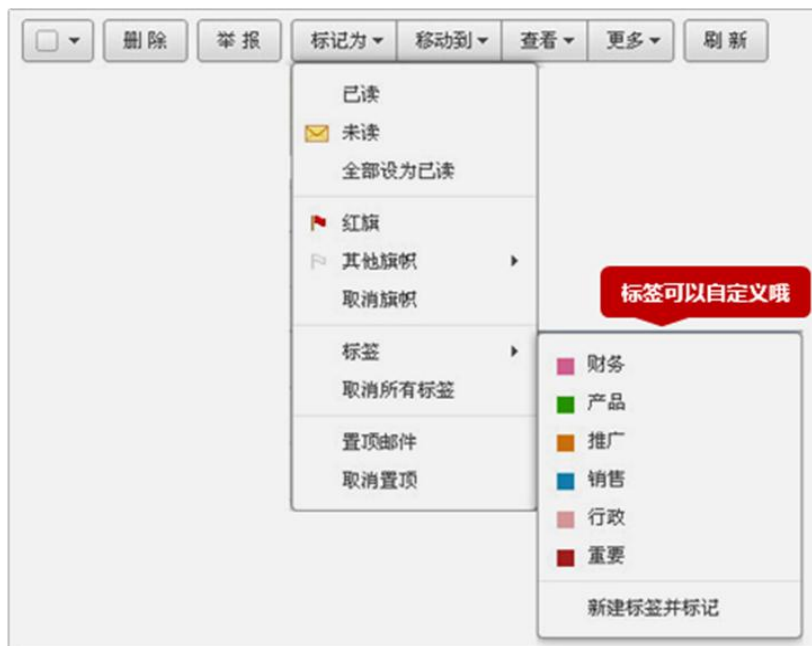 删 除 举 报 标记为 移动到 查看 更多 刷 新
已读
未读
全部设为已读
红旗
其他旗帜
取消旗帜
标签
取消所有标签
置顶邮件
取消置顶
标签可以自定义哦
财务
产品
推广
销售
行政
重要
新建标签并标记